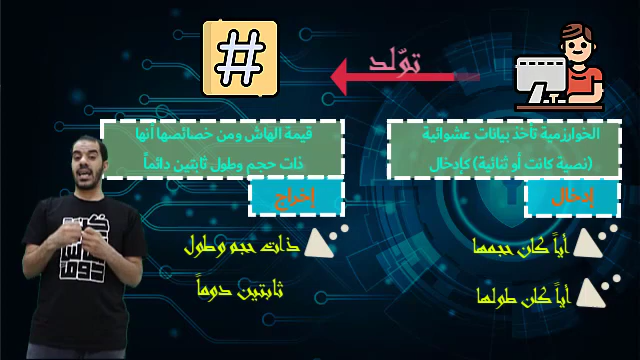 #
تولّد
الخوارزمية تأخذ بيانات عشوائية
(نصية كانت أو ثنائية) كإدخال
إدخال
أياً كان حجمها
أياً كان طولها
قيمة الهاش ومن خصائصها أنها
ذات حجم وطول ثابتين دائماً
إخراج
ذات حجم وطول
ثابتين دوماً